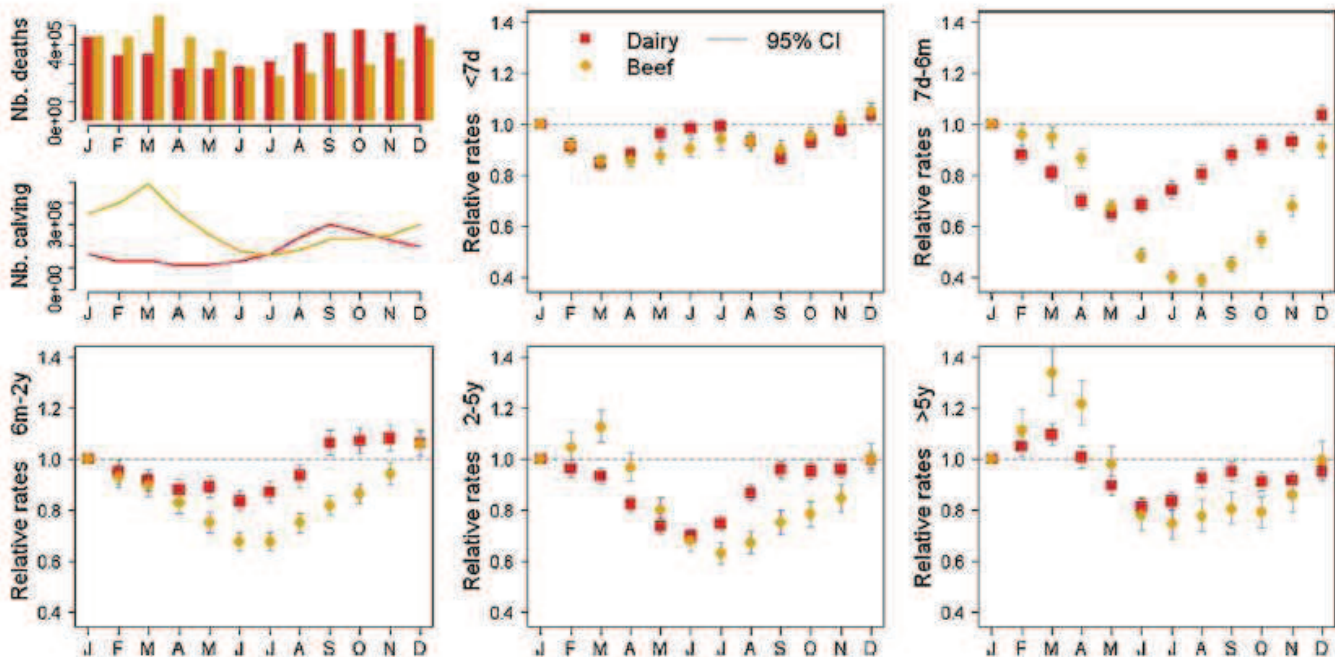 Nb. deaths
0e+00 4e+05
J F M A M J J A S O N D
Nb. calving
0e+00 3e+06
J F M A M J J A S O N D
Relative rates <7d
1.4
1.2
1.0
0.8
0.6
0.4
Dairy 95% CI
Beef
J F M A M J J A S O N D
Relative rates 7d-6m
1.4
1.2
1.0
0.8
0.6
0.4
J F M A M J J A S O N D
Relative rates 6m-2y
1.4
1.2
1.0
0.8
0.6
0.4
J F M A M J J A S O N D
Relative rates 2-5y
1.4
1.2
1.0
0.8
0.6
0.4
J F M A M J J A S O N D
Relative rates >5y
1.4
1.2
1.0
0.8
0.6
0.4
J F M A M J J A S O N D